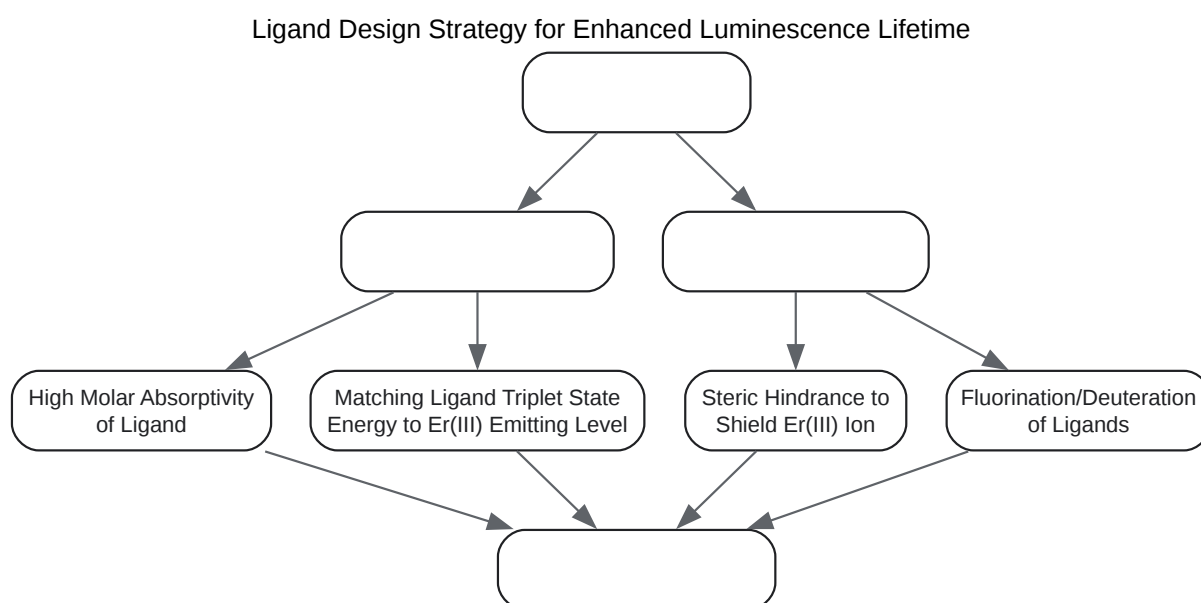 Ligand Design Strategy for Enhanced Luminescence Lifetime
High Molar Absorptivity
of Ligand
Matching Ligand Triplet State
Energy to Er(III) Emitting Level
Steric Hindrance to
Shield Er(III) Ion
Fluorination/Deuteration
of Ligands